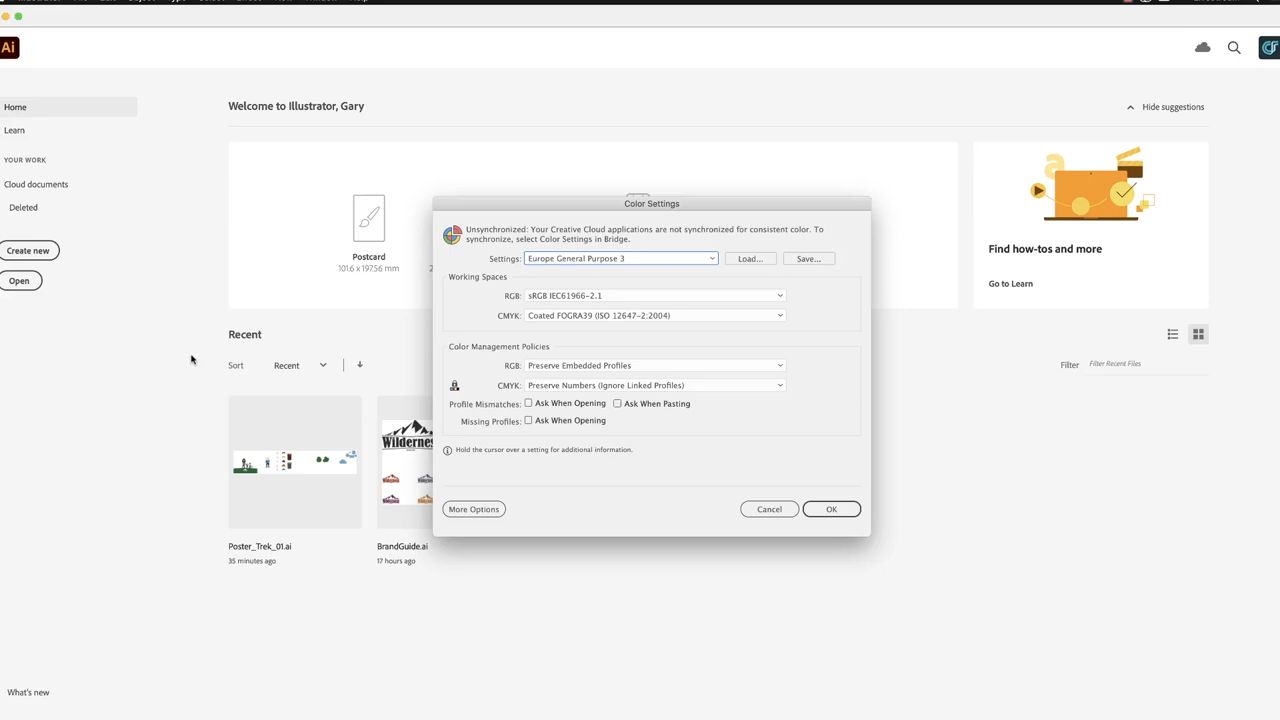 Ai
Home
Learn
YOUR WORK
Cloud documents
Deleted
Create new
Open
What's new
Welcome to Illustrator, Gary
Hide suggestions
Postcard
101.6 x 197.56 mm
Find how-tos and more
Go to Learn
Recent
Sort
Recent
Filter
Filter Recent Files
Wilderness
Poster_Trek_01.ai
35 minutes ago
BrandGuide.ai
17 hours ago
Color Settings
Unsynchronized: Your Creative Cloud applications are not synchronized for consistent color. To
synchronize, select Color Settings in Bridge.
Settings: Europe General Purpose 3
Load...
Save...
Working Spaces
RGB: sRGB IEC61966-2.1
CMYK: Coated FOGRA39 (ISO 12647-2:2004)
Color Management Policies
RGB: Preserve Embedded Profiles
CMYK: Preserve Numbers (Ignore Linked Profiles)
Profile Mismatches: Ask When Opening Ask When Pasting
Missing Profiles: Ask When Opening
Hold the cursor over a setting for additional information.
More Options
Cancel
OK